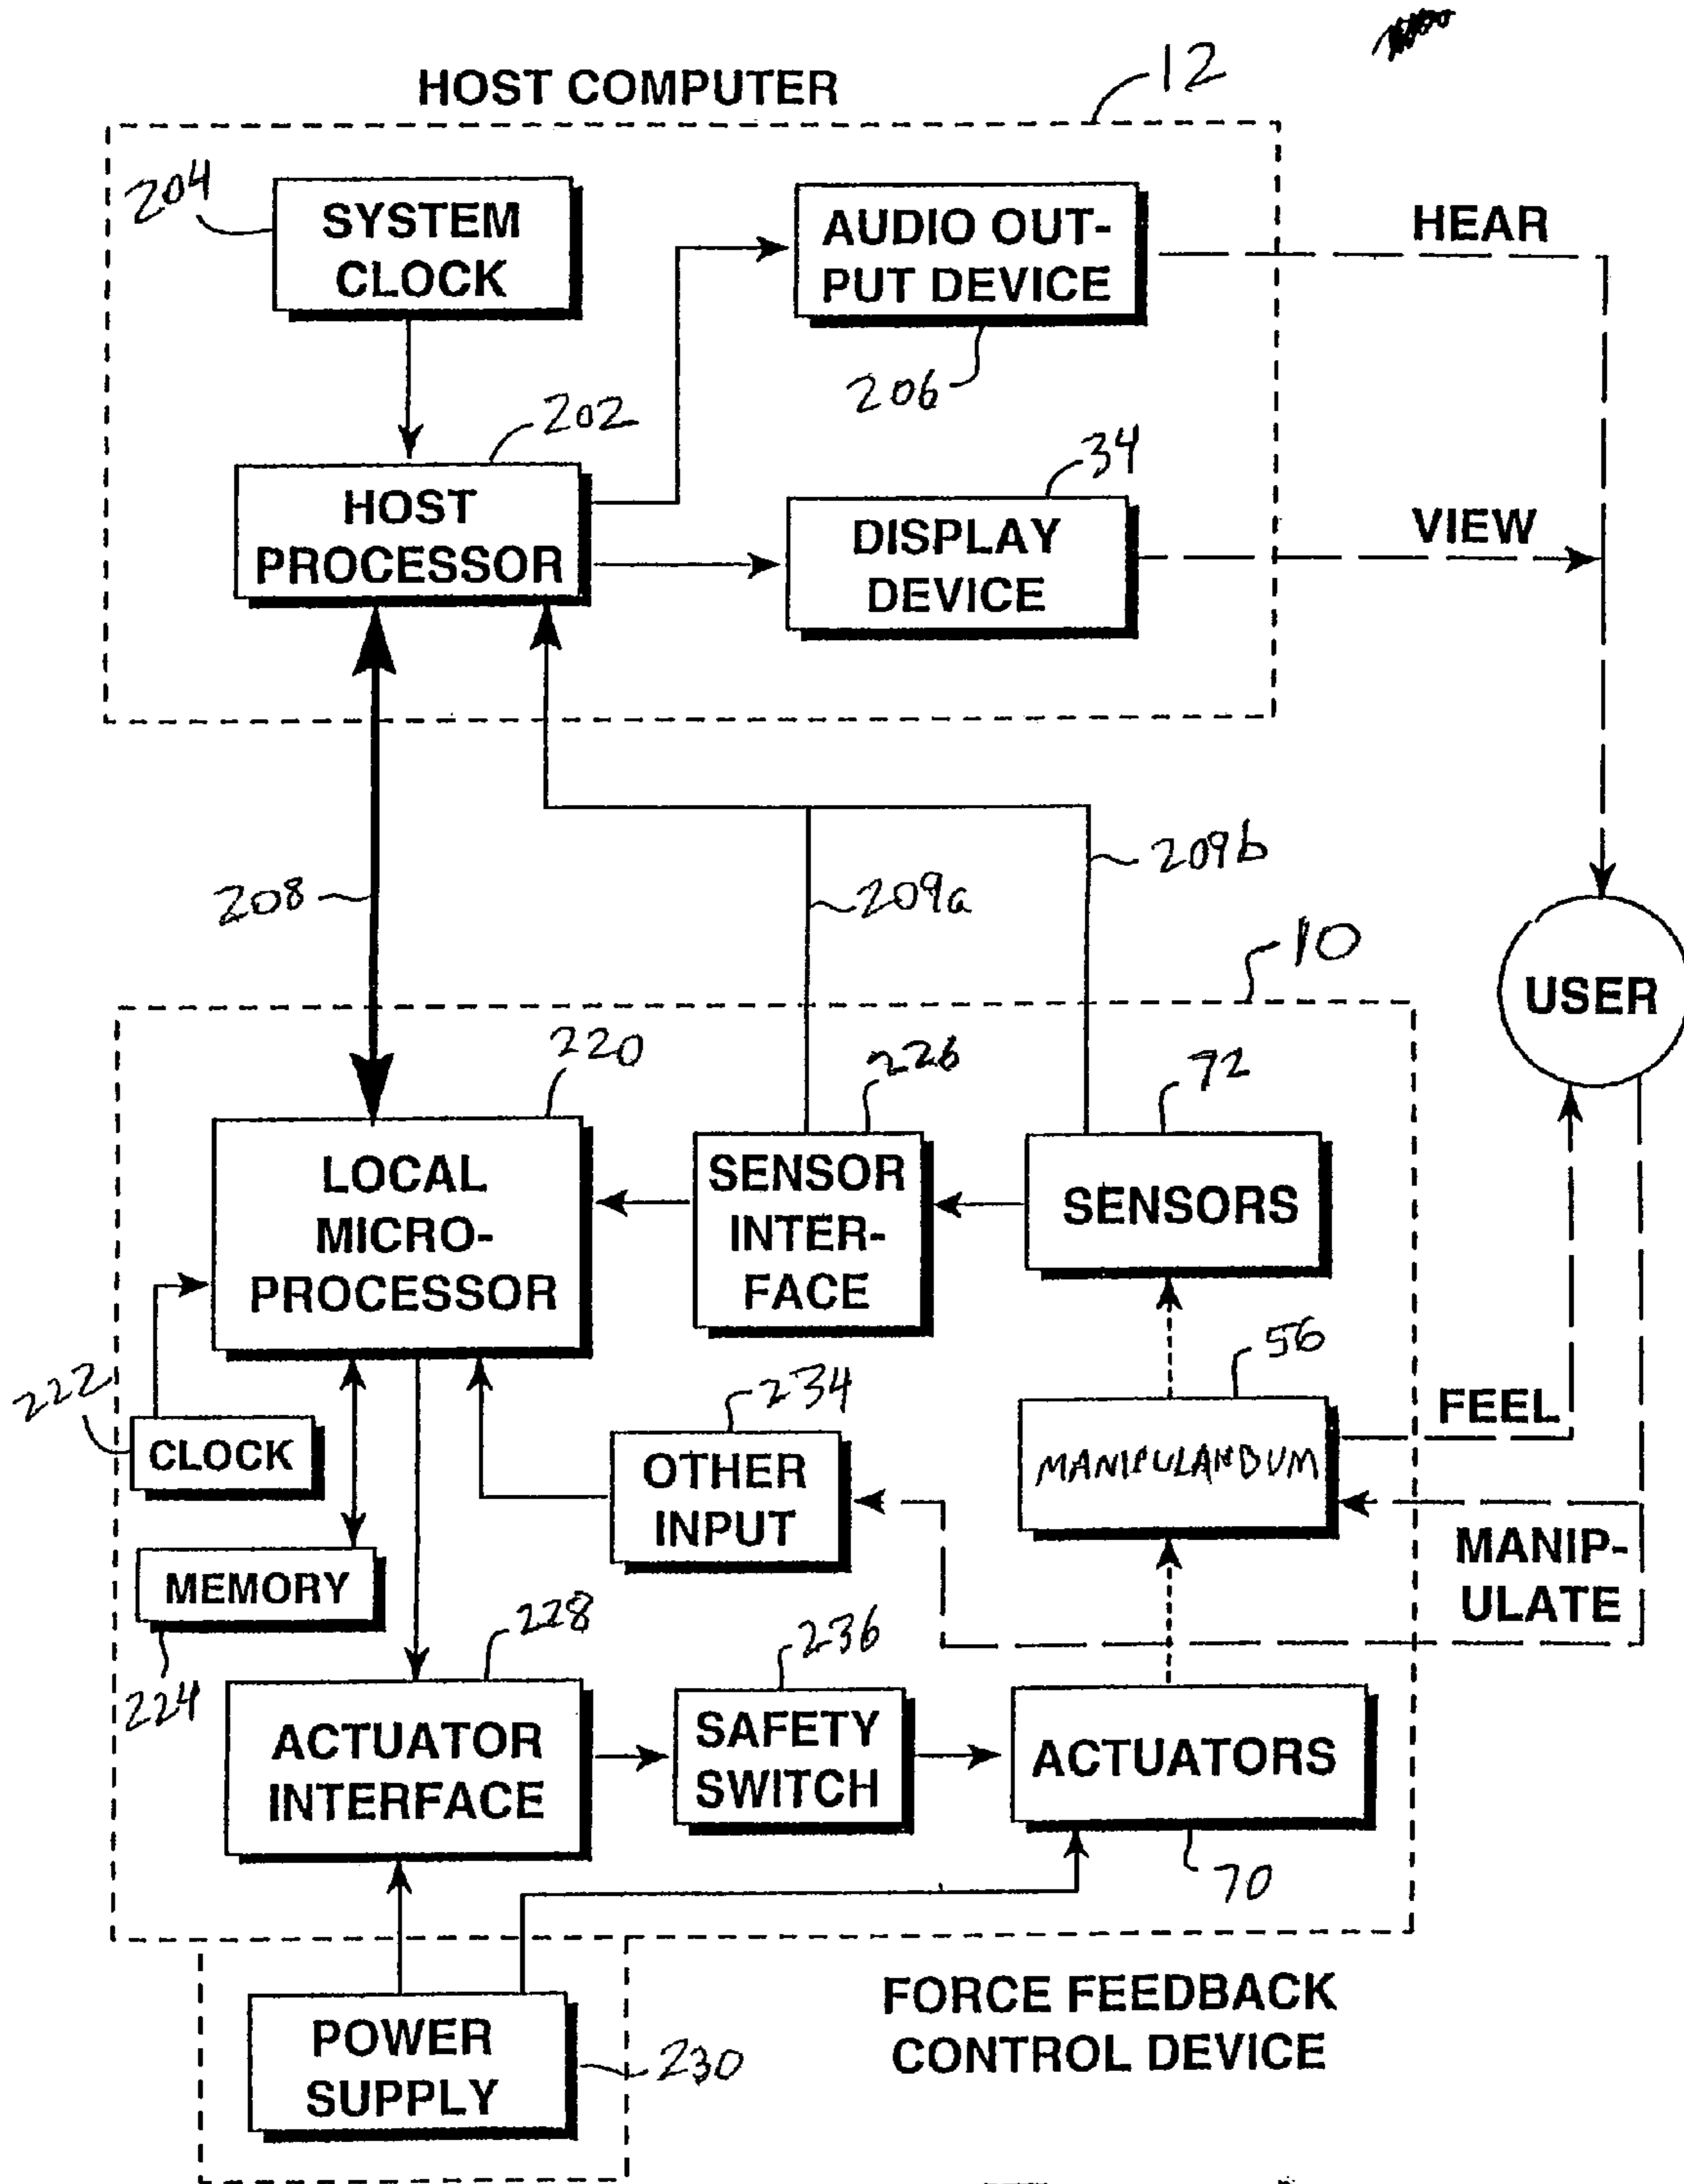 HOST COMPUTER
12
204
SYSTEM
CLOCK
AUDIO OUT-
PUT DEVICE
HEAR
206
202
HOST
PROCESSOR
34
DISPLAY
DEVICE
VIEW
208
209a
209b
10
USER
220
LOCAL
MICRO-
PROCESSOR
226
SENSOR
INTER-
FACE
72
SENSORS
222
CLOCK
234
OTHER
INPUT
56
MANIPULANDUM
FEEL
MANIP-
ULATE
MEMORY
224
228
ACTUATOR
INTERFACE
236
SAFETY
SWITCH
ACTUATORS
70
POWER
SUPPLY
230
FORCE FEEDBACK
CONTROL DEVICE